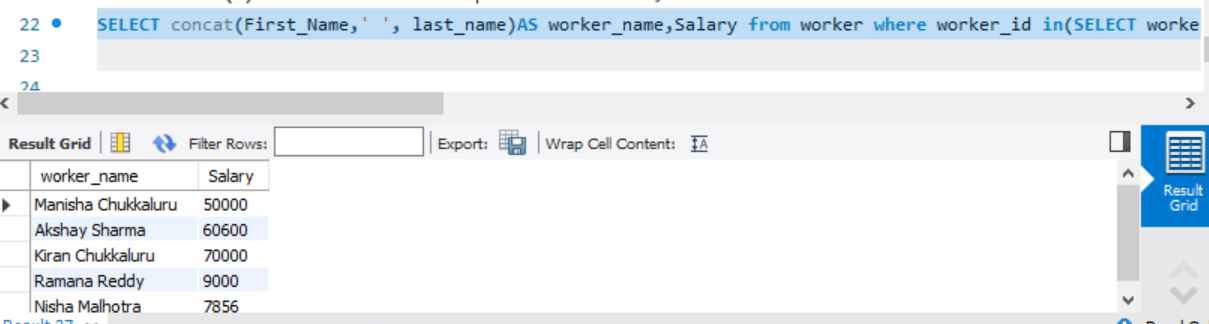 22 SELECT concat(First_Name,' ', last_name)AS worker_name,Salary from worker where worker_id in(SELECT worke
23
24
Result Grid Filter Rows: Export: Wrap Cell Content: IA
worker_name Salary
Manisha Chukkaluru 50000
Akshay Sharma 60600
Kiran Chukkaluru 70000
Ramana Reddy 9000
Nisha Malhotra 7856
Result
Grid